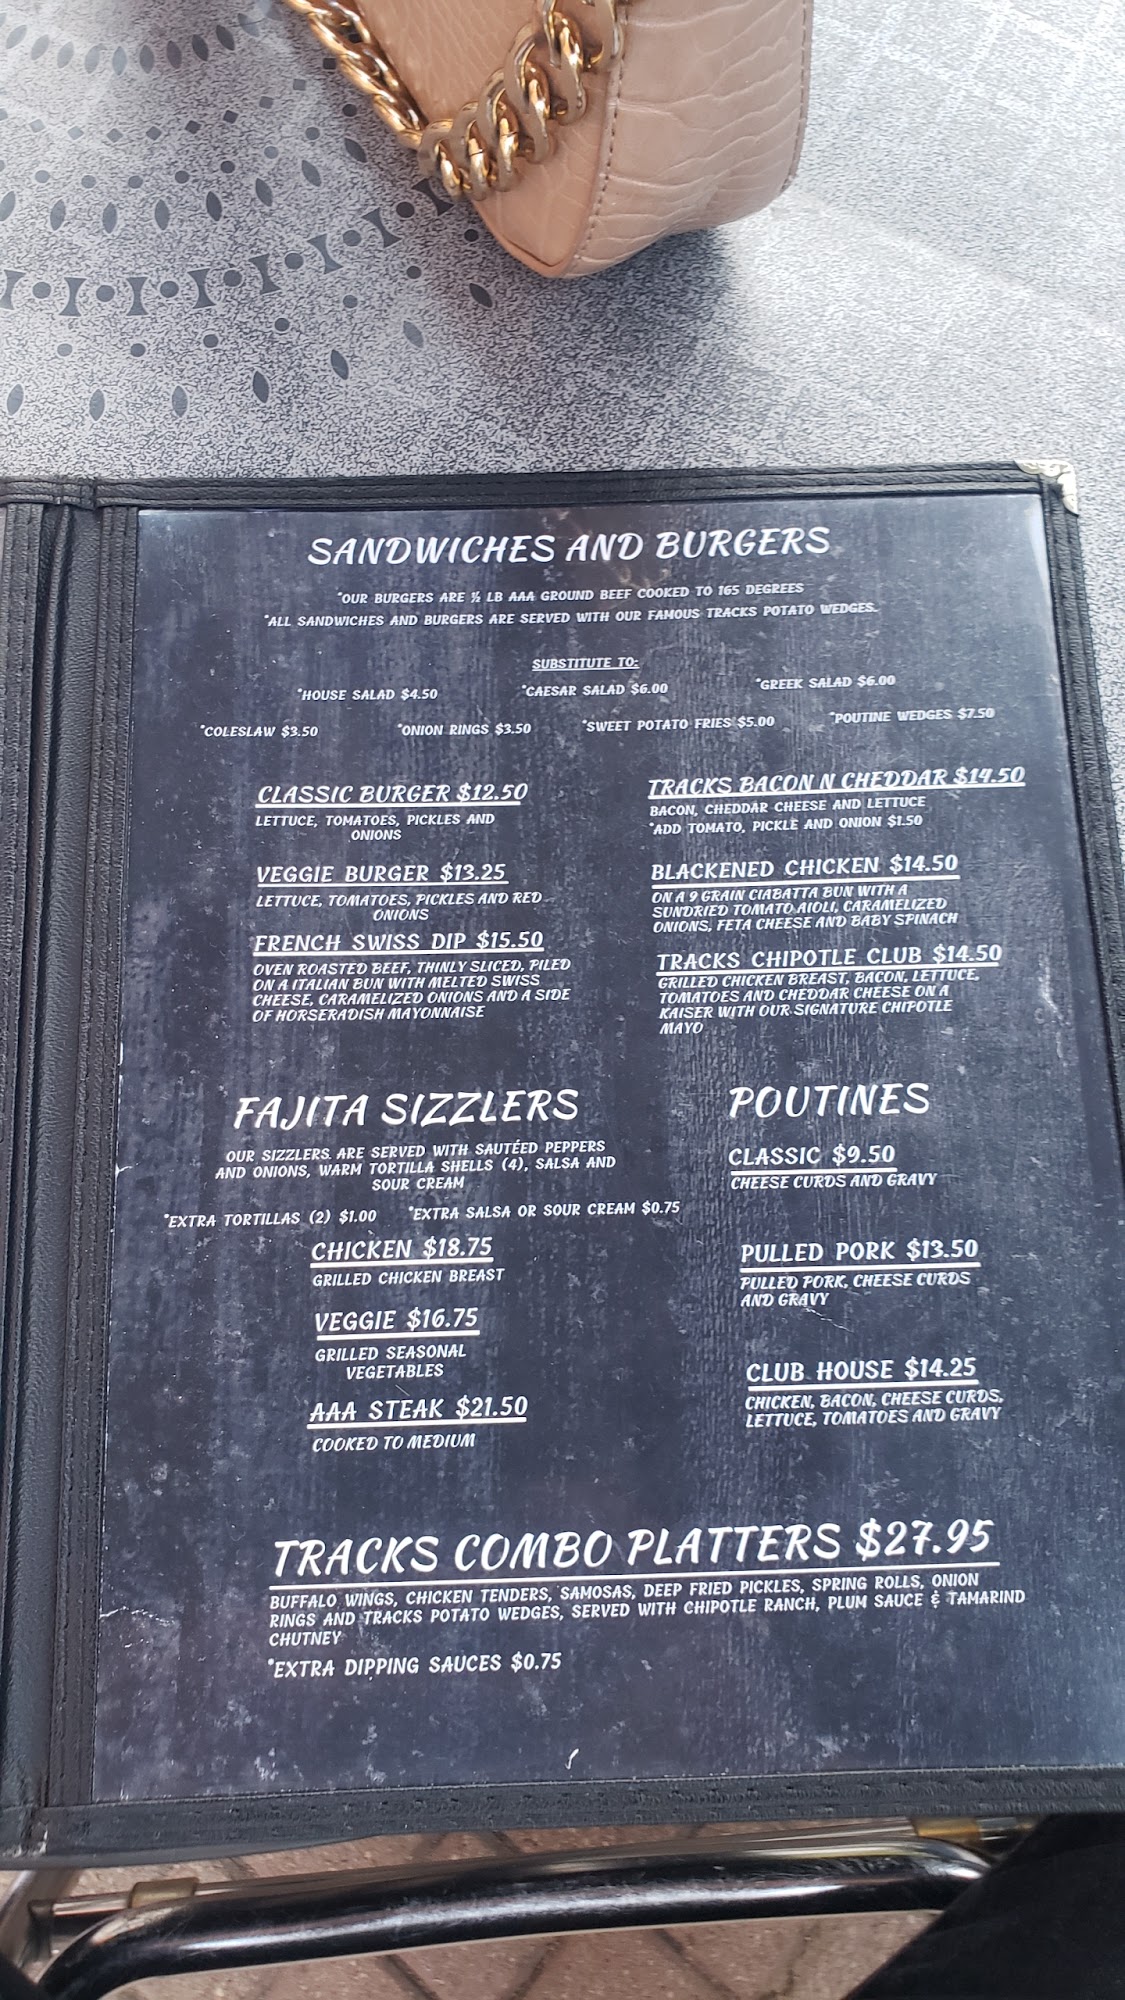 SANDWICHES AND BURGERS
*OUR BURGERS ARE ½ LB AAA GROUND BEEF COOKED TO 165 DEGREES
*ALL SANDWICHES AND BURGERS ARE SERVED WITH OUR FAMOUS TRACKS POTATO WEDGES.
SUBSTITUTE TO:
*HOUSE SALAD $4.50 *CAESAR SALAD $6.00 *GREEK SALAD $6.00
*COLESLAW $3.50 *ONION RINGS $3.50 *SWEET POTATO FRIES $5.00 *POUTINE WEDGES $7.50
CLASSIC BURGER $12.50
LETTUCE, TOMATOES, PICKLES AND
ONIONS
VEGGIE BURGER $13.25
LETTUCE, TOMATOES, PICKLES AND RED
ONIONS
FRENCH SWISS DIP $15.50
OVEN ROASTED BEEF, THINLY SLICED, PILED
ON A ITALIAN BUN WITH MELTED SWISS
CHEESE, CARAMELIZED ONIONS AND A SIDE
OF HORSERADISH MAYONNAISE
TRACKS BACON N CHEDDAR $14.50
BACON, CHEDDAR CHEESE AND LETTUCE
*ADD TOMATO, PICKLE AND ONION $1.50
BLACKENED CHICKEN $14.50
ON A 9 GRAIN CIABATTA BUN WITH A
SUNDRIED TOMATO AIOLI, CARAMELIZED
ONIONS, FETA CHEESE AND BABY SPINACH
TRACKS CHIPOTLE CLUB $14.50
GRILLED CHICKEN BREAST, BACON, LETTUCE,
TOMATOES AND CHEDDAR CHEESE ON A
KAISER WITH OUR SIGNATURE CHIPOTLE
MAYO
FAJITA SIZZLERS
OUR SIZZLERS ARE SERVED WITH SAUTÉED PEPPERS
AND ONIONS, WARM TORTILLA SHELLS (4), SALSA AND
SOUR CREAM
*EXTRA TORTILLAS (2) $1.00 *EXTRA SALSA OR SOUR CREAM $0.75
CHICKEN $18.75
GRILLED CHICKEN BREAST
VEGGIE $16.75
GRILLED SEASONAL
VEGETABLES
AAA STEAK $21.50
COOKED TO MEDIUM
POUTINES
CLASSIC $9.50
CHEESE CURDS AND GRAVY
PULLED PORK $13.50
PULLED PORK, CHEESE CURDS
AND GRAVY
CLUB HOUSE $14.25
CHICKEN, BACON, CHEESE CURDS,
LETTUCE, TOMATOES AND GRAVY
TRACKS COMBO PLATTERS $27.95
BUFFALO WINGS, CHICKEN TENDERS, SAMOSAS, DEEP FRIED PICKLES, SPRING ROLLS, ONION
RINGS AND TRACKS POTATO WEDGES, SERVED WITH CHIPOTLE RANCH, PLUM SAUCE & TAMARIND
CHUTNEY
*EXTRA DIPPING SAUCES $0.75